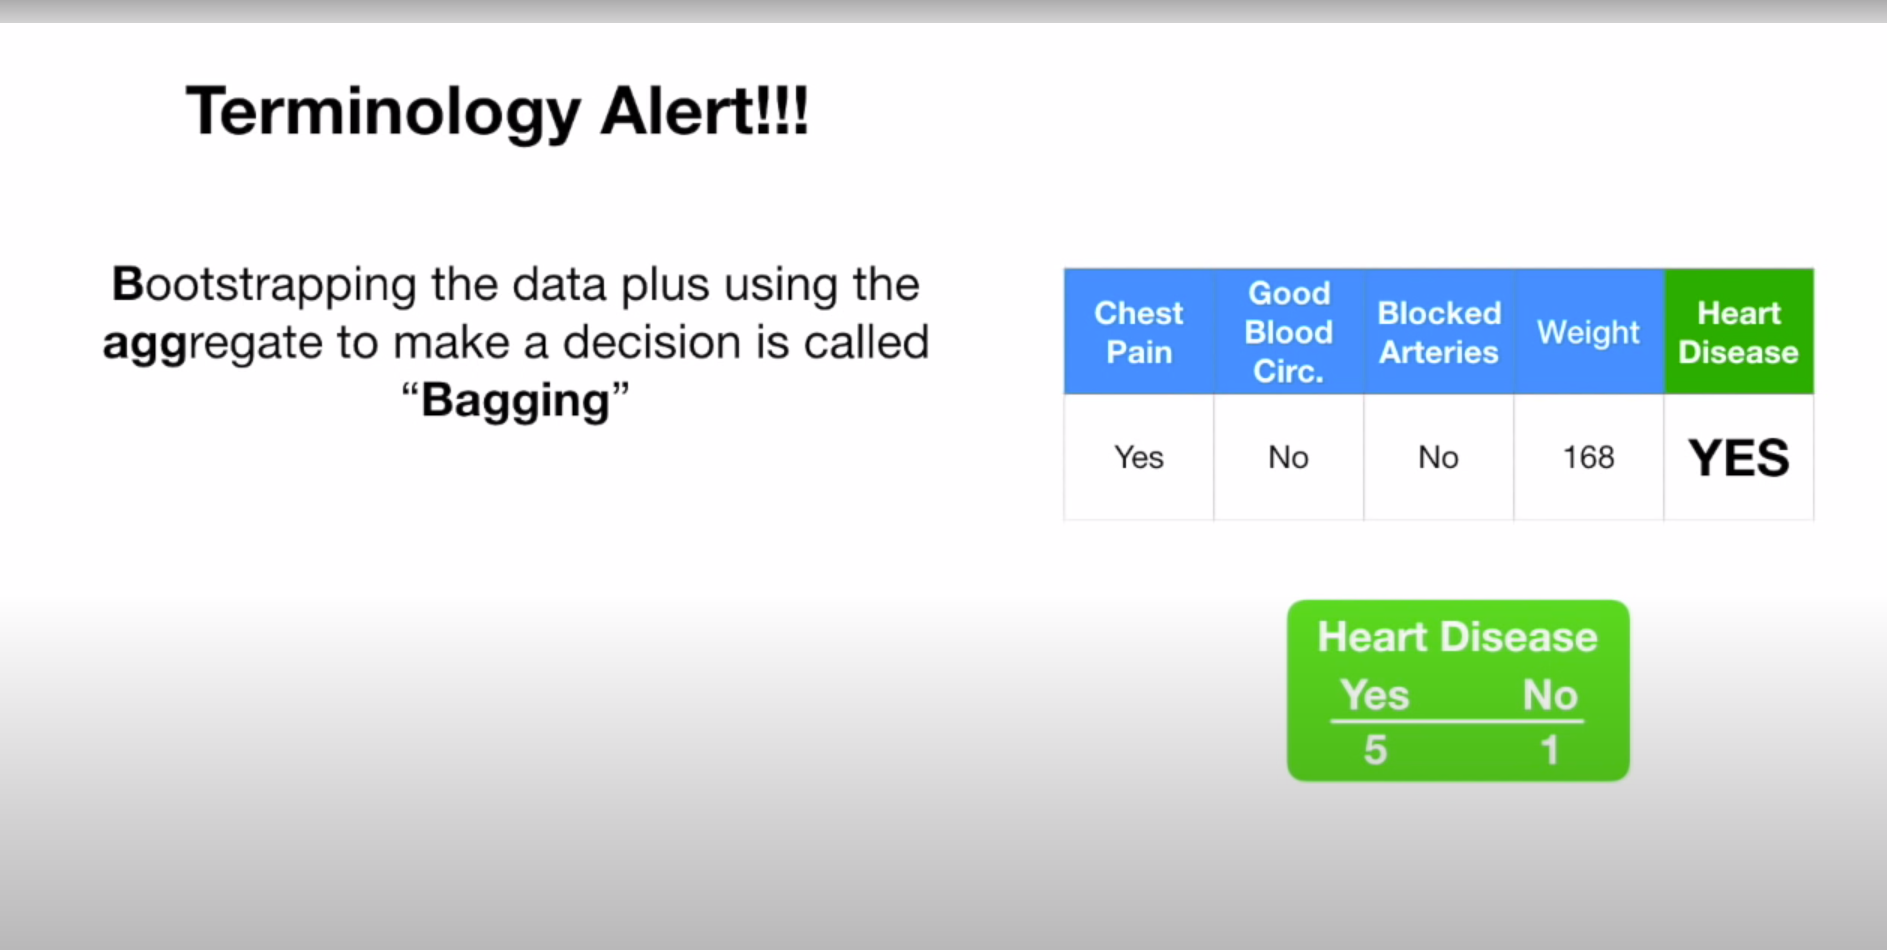 Terminology Alert!!!
Bootstrapping the data plus using the
aggregate to make a decision is called
“Bagging”
Chest Pain Good Blood Circ. Blocked Arteries Weight Heart Disease
Yes No No 168 YES
Heart Disease
Yes No
5 1